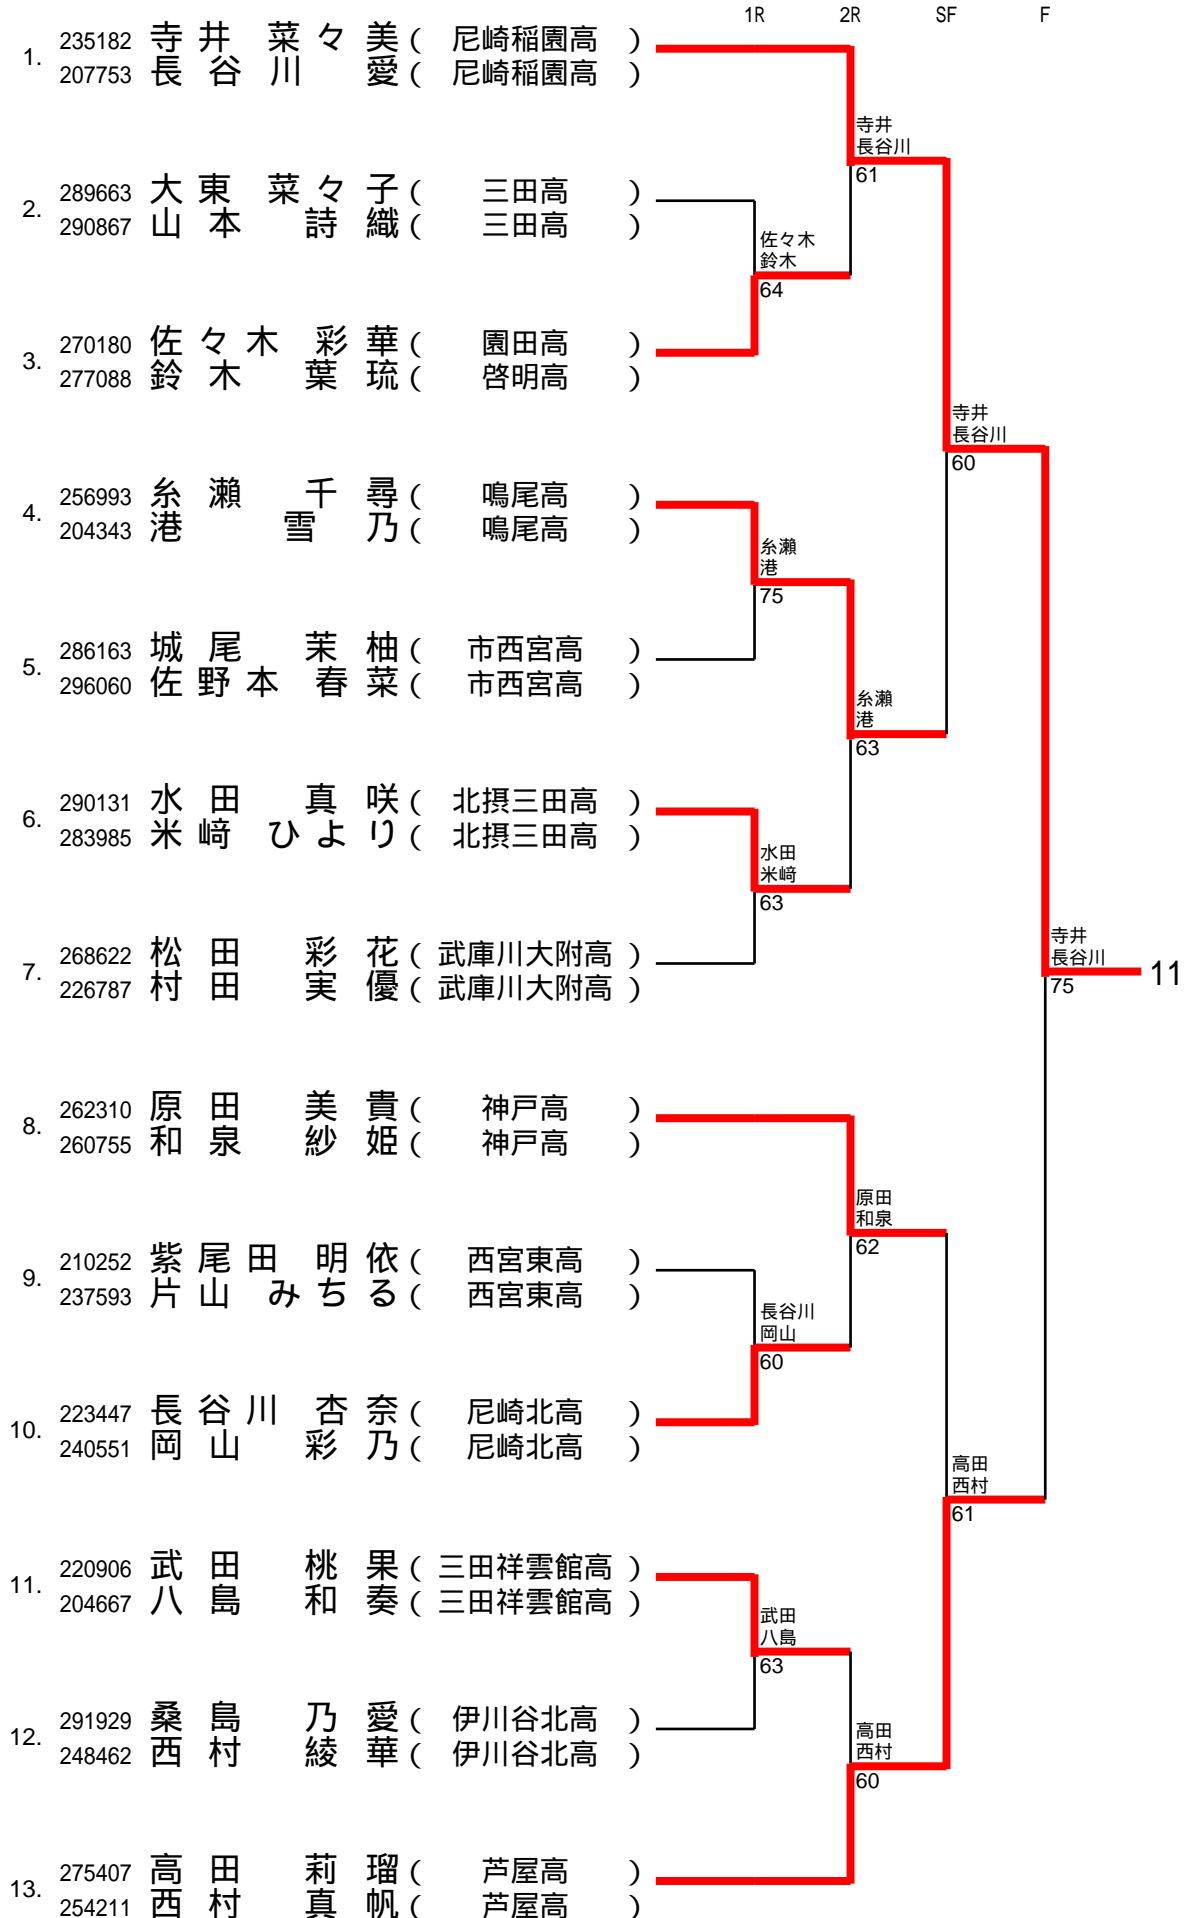 1R 2R SF F
1. 235182 寺井 菜々美 ( 尼崎稲園高 )
207753 長谷川 愛 ( 尼崎稲園高 )
寺井
長谷川
61
2. 289663 大東 菜々子 ( 三田高 )
290867 山本 詩織 ( 三田高 )
佐々木
鈴木
64
3. 270180 佐々木 彩華 ( 園田高 )
277088 鈴木 葉琉 ( 啓明高 )
寺井
長谷川
60
4. 256993 糸瀬 千尋 ( 鳴尾高 )
204343 港 雪乃 ( 鳴尾高 )
糸瀬
港
75
5. 286163 城尾 茉柚 ( 市西宮高 )
296060 佐野本 春菜 ( 市西宮高 )
糸瀬
港
63
6. 290131 水田 真咲 ( 北摂三田高 )
283985 米﨑 ひより ( 北摂三田高 )
水田
米﨑
63
7. 268622 松田 彩花 ( 武庫川大附高 )
226787 村田 実優 ( 武庫川大附高 )
寺井
長谷川
75
11
8. 262310 原田 美貴 ( 神戸高 )
260755 和泉 紗姫 ( 神戸高 )
原田
和泉
62
9. 210252 紫尾田 明依 ( 西宮東高 )
237593 片山 みちる ( 西宮東高 )
長谷川
岡山
60
10. 223447 長谷川 杏奈 ( 尼崎北高 )
240551 岡山 彩乃 ( 尼崎北高 )
高田
西村
61
11. 220906 武田 桃果 ( 三田祥雲館高 )
204667 八島 和奏 ( 三田祥雲館高 )
武田
八島
63
12. 291929 桑島 乃愛 ( 伊川谷北高 )
248462 西村 綾華 ( 伊川谷北高 )
高田
西村
60
13. 275407 高田 莉瑠 ( 芦屋高 )
254211 西村 真帆 ( 芦屋高 )